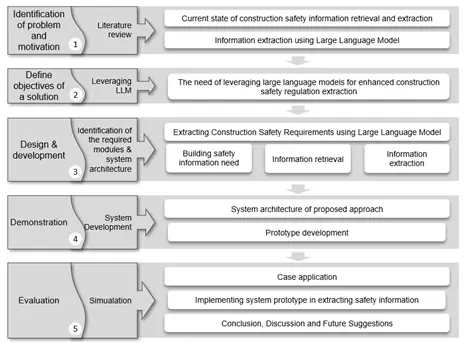 Identification
of problem
and
motivation
1
Literature
review
Current state of construction safety information retrieval and extraction
Information extraction using Large Language Model
Define
objectives of
a solution
2
Leveraging
LLM
The need of leveraging large language models for enhanced construction
safety regulation extraction
Design &
development
3
Identification of
the required
modules &
system
architecture
Extracting Construction Safety Requirements using Large Language Model
Building safety
information need
Information retrieval
Information
extraction
Demonstration
4
System
Development
System architecture of proposed approach
Prototype development
Evaluation
5
Simualation
Case application
Implementing system prototype in extracting safety information
Conclusion, Discussion and Future Suggestions